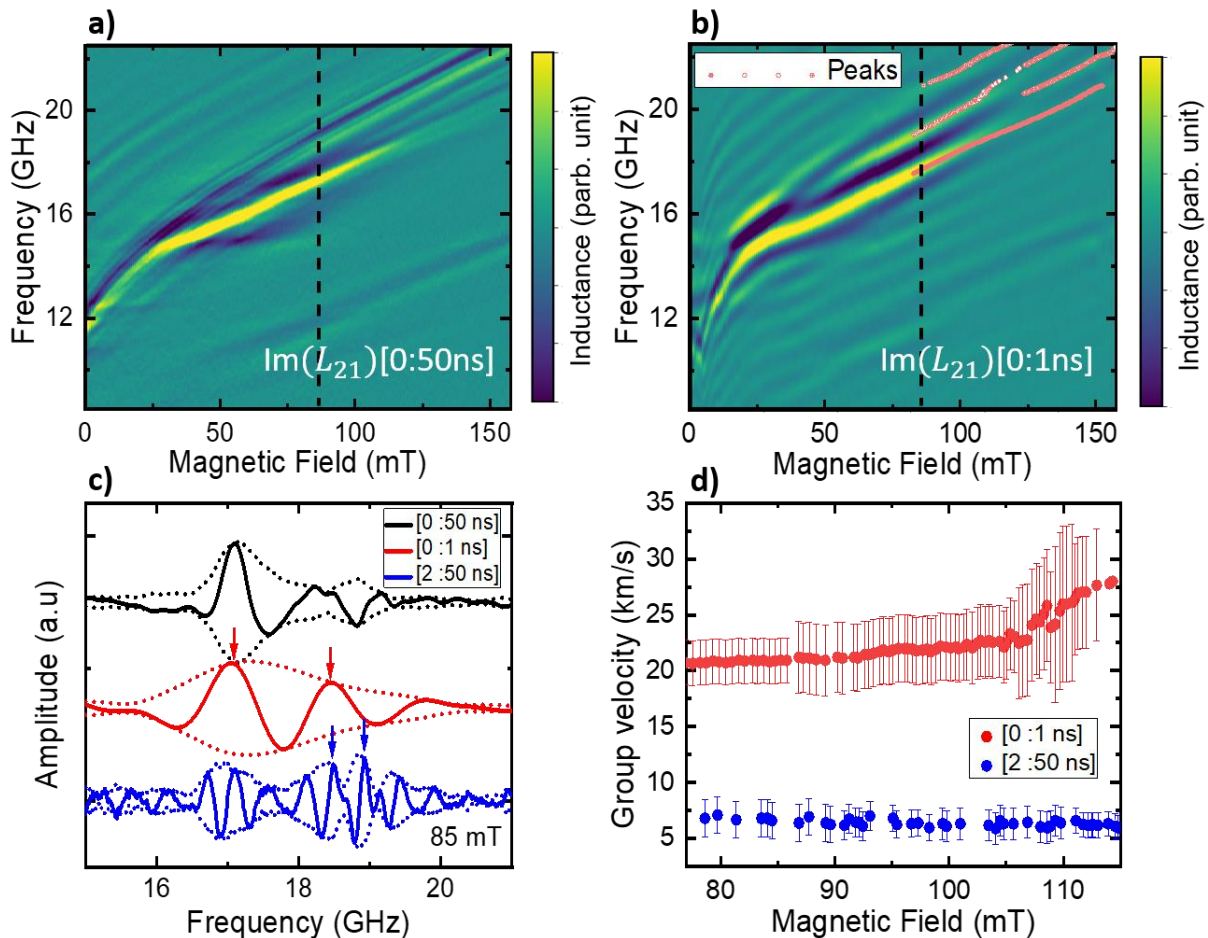 a)
Frequency (GHz)
20
16
12
0
50
100
150
Magnetic Field (mT)
Im(L₂₁)[0:50ns]
Inductance (parb. unit)
b)
Peaks
Frequency (GHz)
20
16
12
0
50
100
150
Magnetic Field (mT)
Im(L₂₁)[0:1ns]
Inductance (parb. unit)
c)
[0 :50 ns]
[0 :1 ns]
[2 :50 ns]
Amplitude (a.u)
85 mT
16
18
20
Frequency (GHz)
d)
Group velocity (km/s)
35
30
25
20
15
10
5
[0 :1 ns]
[2 :50 ns]
80
90
100
110
Magnetic Field (mT)